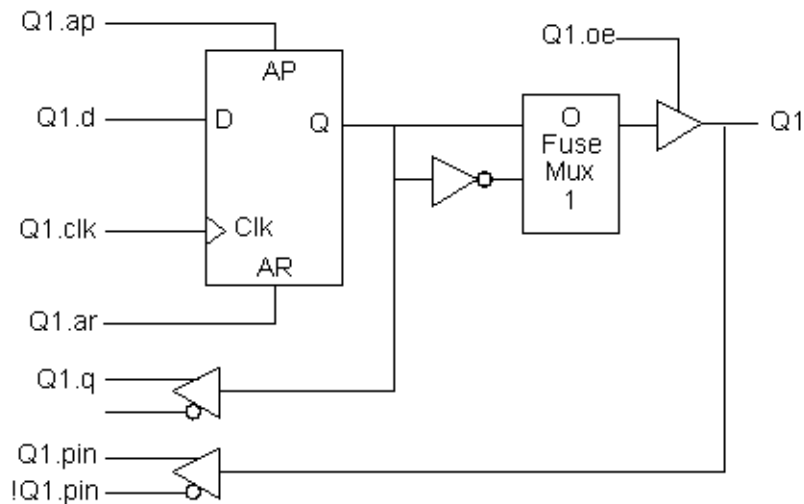 Q1.ap
AP
Q1.oe
Q1.d
D
Q
O
Fuse
Mux
1
Q1
Q1.clk
Clk
AR
Q1.ar
Q1.q
Q1.pin
!Q1.pin